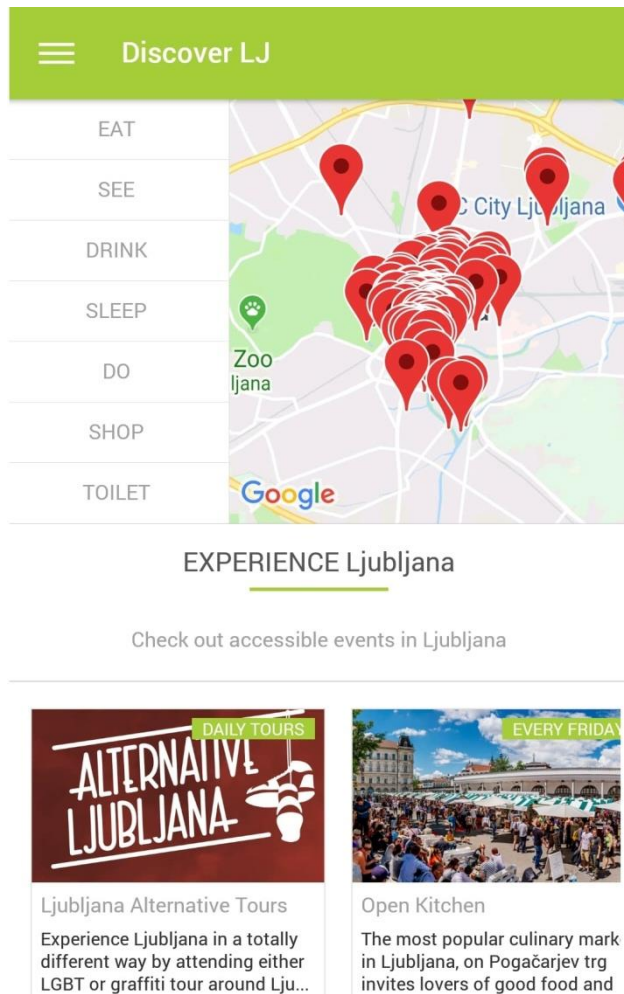 Discover LJ
EAT
SEE
DRINK
SLEEP
DO
SHOP
TOILET
C City Ljubljana
Zoo
ljana
Google
EXPERIENCE Ljubljana
Check out accessible events in Ljubljana
DAILY TOURS
ALTERNATIVE
LJUBLJANA
Ljubljana Alternative Tours
Experience Ljubljana in a totally
different way by attending either
LGBT or graffiti tour around Lju...
EVERY FRIDAY
Open Kitchen
The most popular culinary mark
in Ljubljana, on Pogačarjev trg
invites lovers of good food and